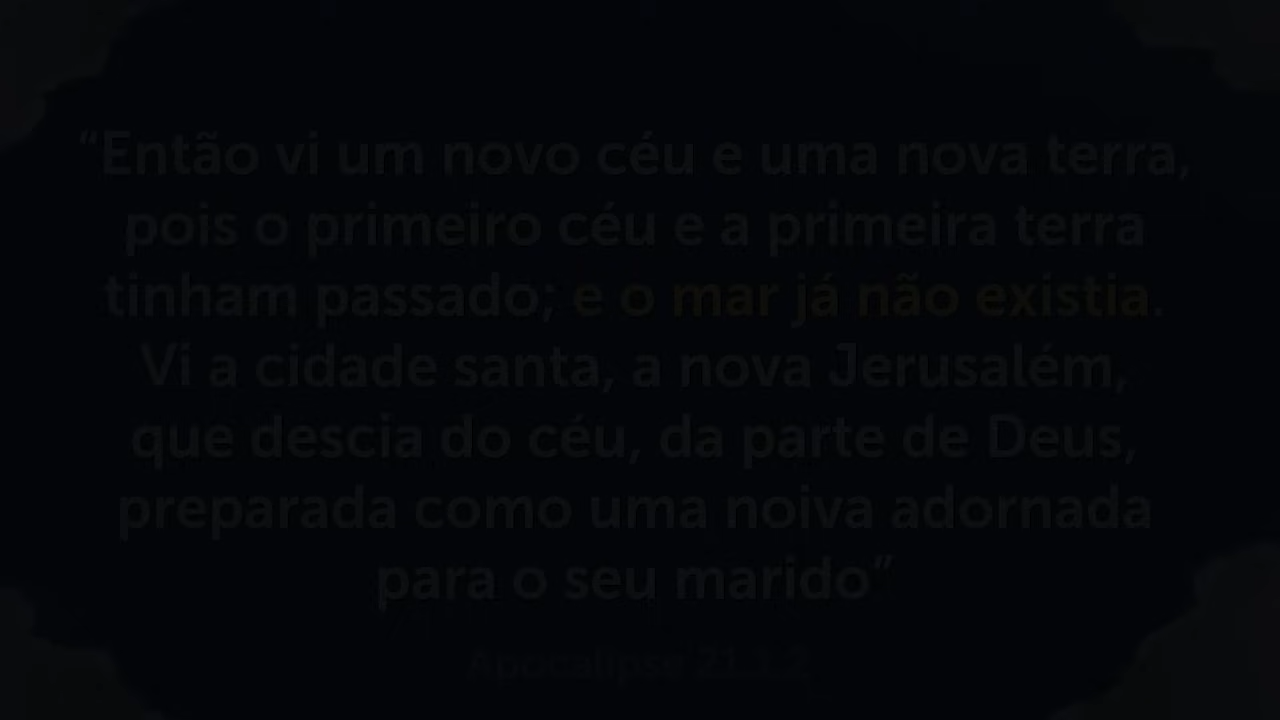 “Então vi um novo céu e uma nova terra,
pois o primeiro céu e a primeira terra
tinham passado; e o mar já não existia.
Vi a cidade santa, a nova Jerusalém,
que descia do céu, da parte de Deus,
preparada como uma noiva adornada
para o seu marido”
Apocalipse 21.1,2